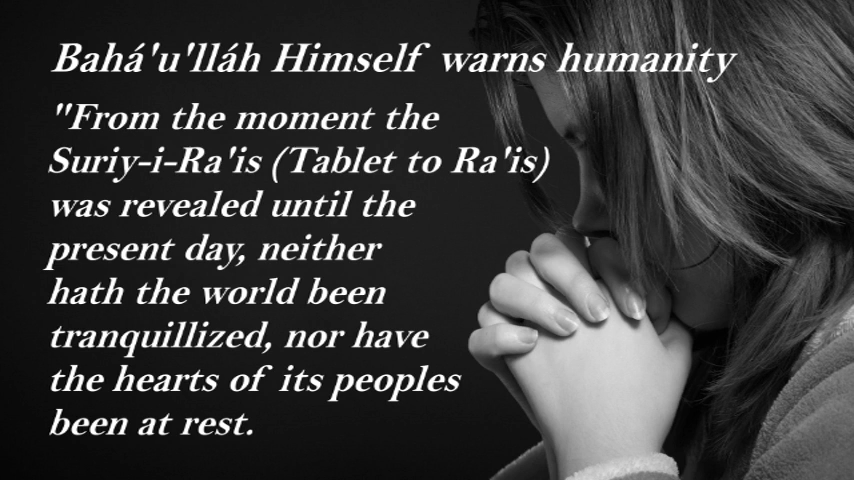 Bahá'u'lláh Himself warns humanity
"From the moment the
Suriy-i-Ra'is (Tablet to Ra'is)
was revealed until the
present day, neither
hath the world been
tranquillized, nor have
the hearts of its peoples
been at rest.